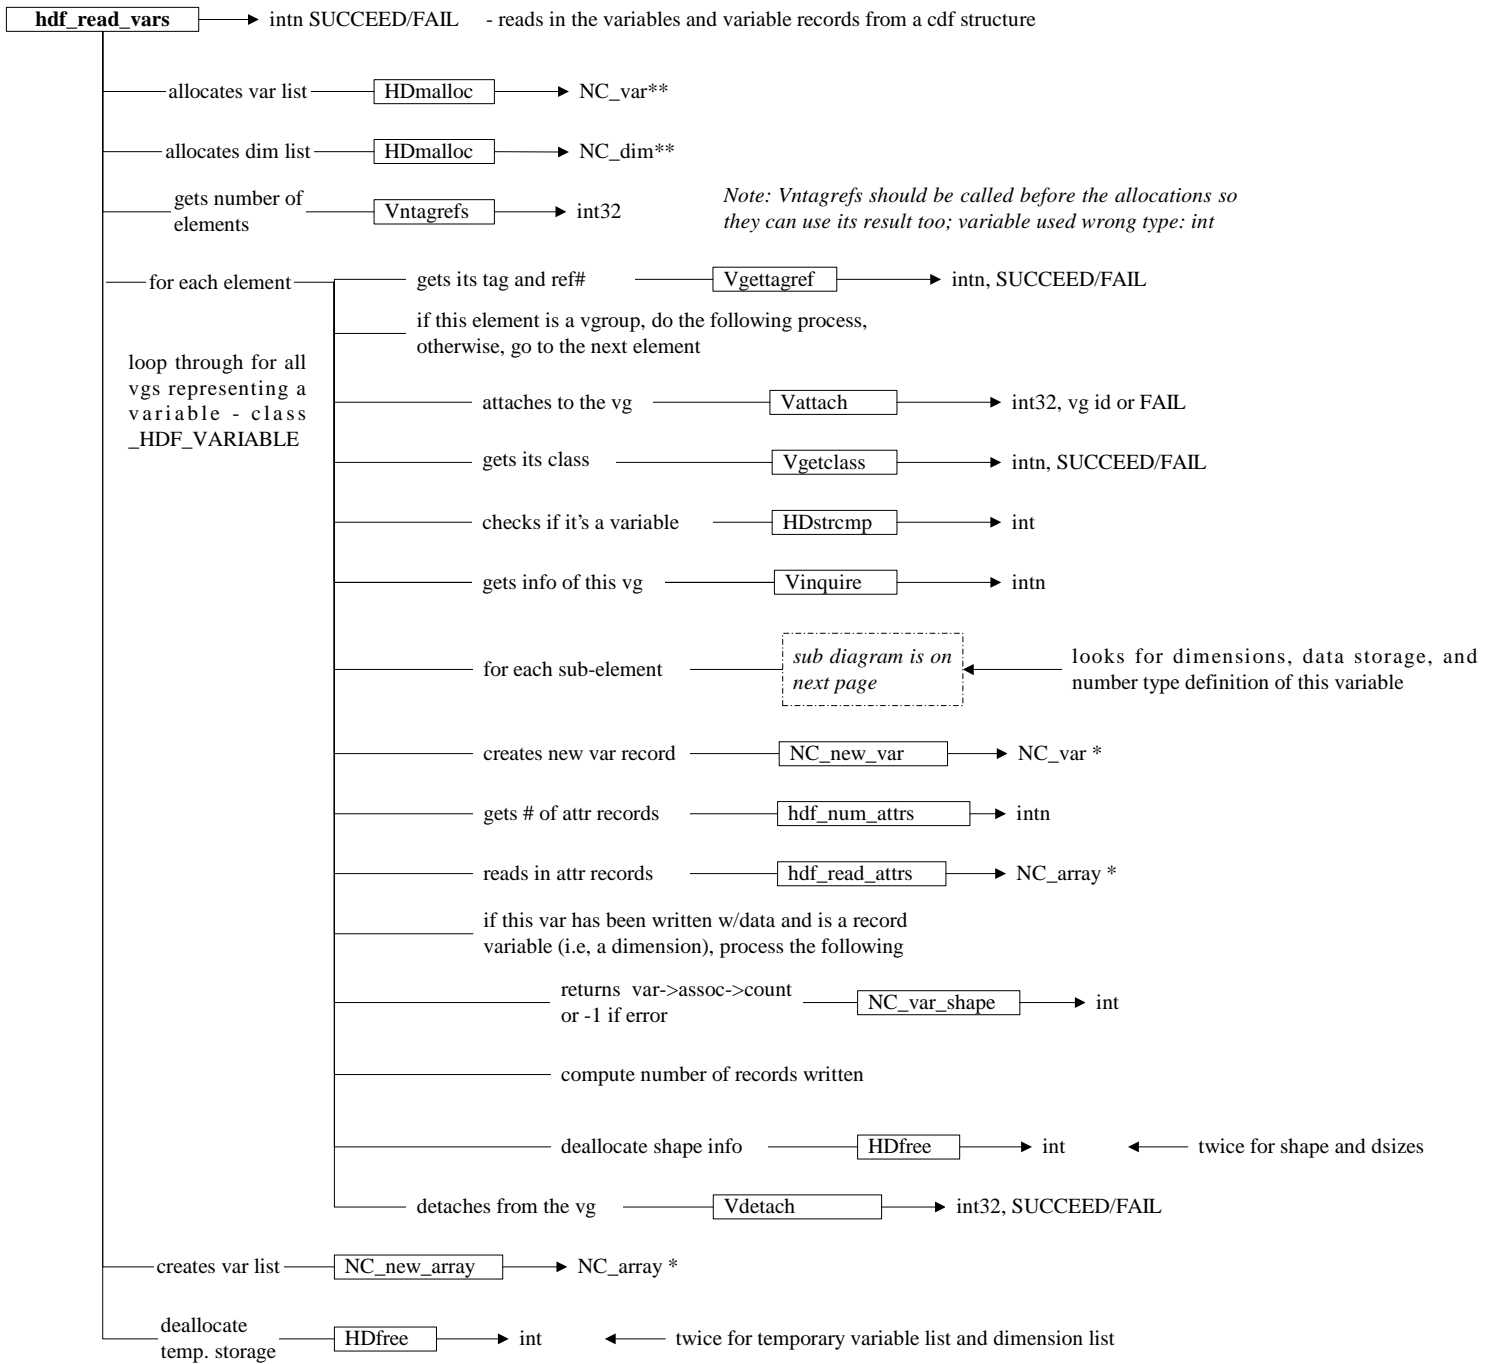 hdf_read_vars intn SUCCEED/FAIL - reads in the variables and variable records from a cdf structure
allocates var list HDmalloc NC_var**
allocates dim list HDmalloc NC_dim**
gets number of
elements
Vntagrefs int32
Note: Vntagrefs should be called before the allocations so
they can use its result too; variable used wrong type: int
for each element
loop through for all
vgs representing a
variable - class
_HDF_VARIABLE
gets its tag and ref# Vgettagref intn, SUCCEED/FAIL
if this element is a vgroup, do the following process,
otherwise, go to the next element
attaches to the vg Vattach int32, vg id or FAIL
gets its class Vgetclass intn, SUCCEED/FAIL
checks if it's a variable HDstrcmp int
gets info of this vg Vinquire intn
for each sub-element
sub diagram is on
next page
looks for dimensions, data storage, and
number type definition of this variable
creates new var record NC_new_var NC_var *
gets # of attr records hdf_num_attrs intn
reads in attr records hdf_read_attrs NC_array *
if this var has been written w/data and is a record
variable (i.e, a dimension), process the following
returns var->assoc->count
or -1 if error
NC_var_shape int
compute number of records written
deallocate shape info HDfree int twice for shape and dsizes
detaches from the vg Vdetach int32, SUCCEED/FAIL
creates var list NC_new_array NC_array *
deallocate
temp. storage
HDfree int twice for temporary variable list and dimension list